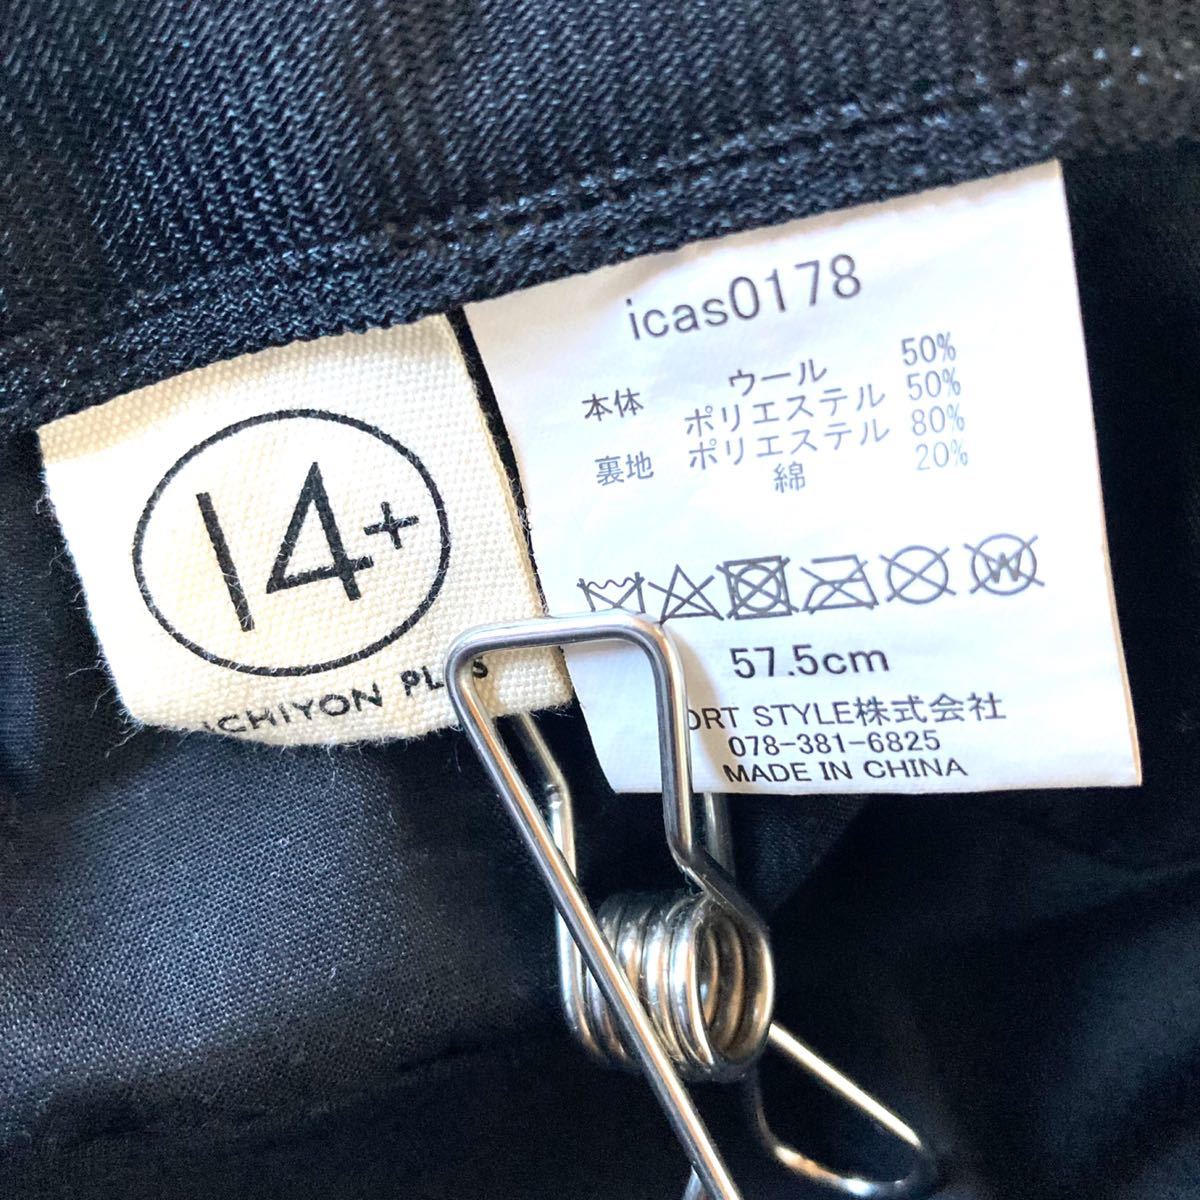 14+
icas0178
本体 ウール 50%
ポリエステル 50%
裏地 ポリエステル 80%
綿 20%
57.5cm
STYLE株式会社
078-381-6825
MADE IN CHINA